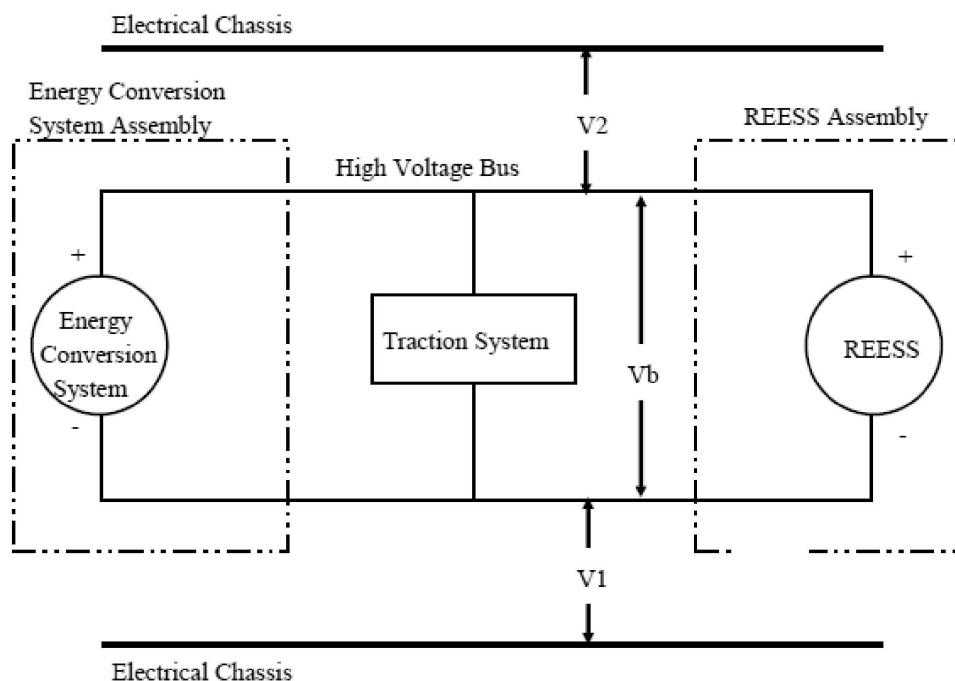 Electrical Chassis
Energy Conversion
System Assembly
V2
REESS Assembly
High Voltage Bus
+
+
Energy
Conversion
System
Traction System
Vb
REESS
-
-
V1
Electrical Chassis